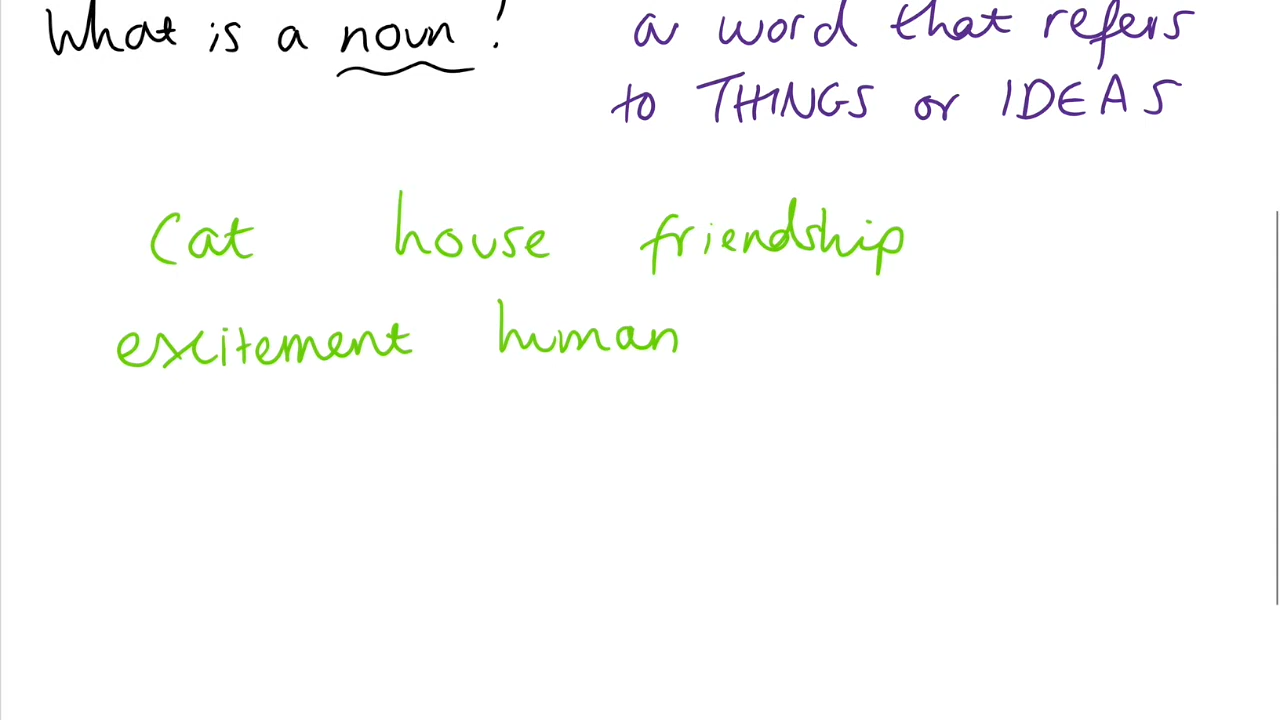 What is a noun?
a word that refers
to THINGS or IDEAS
Cat house friendship
excitement human